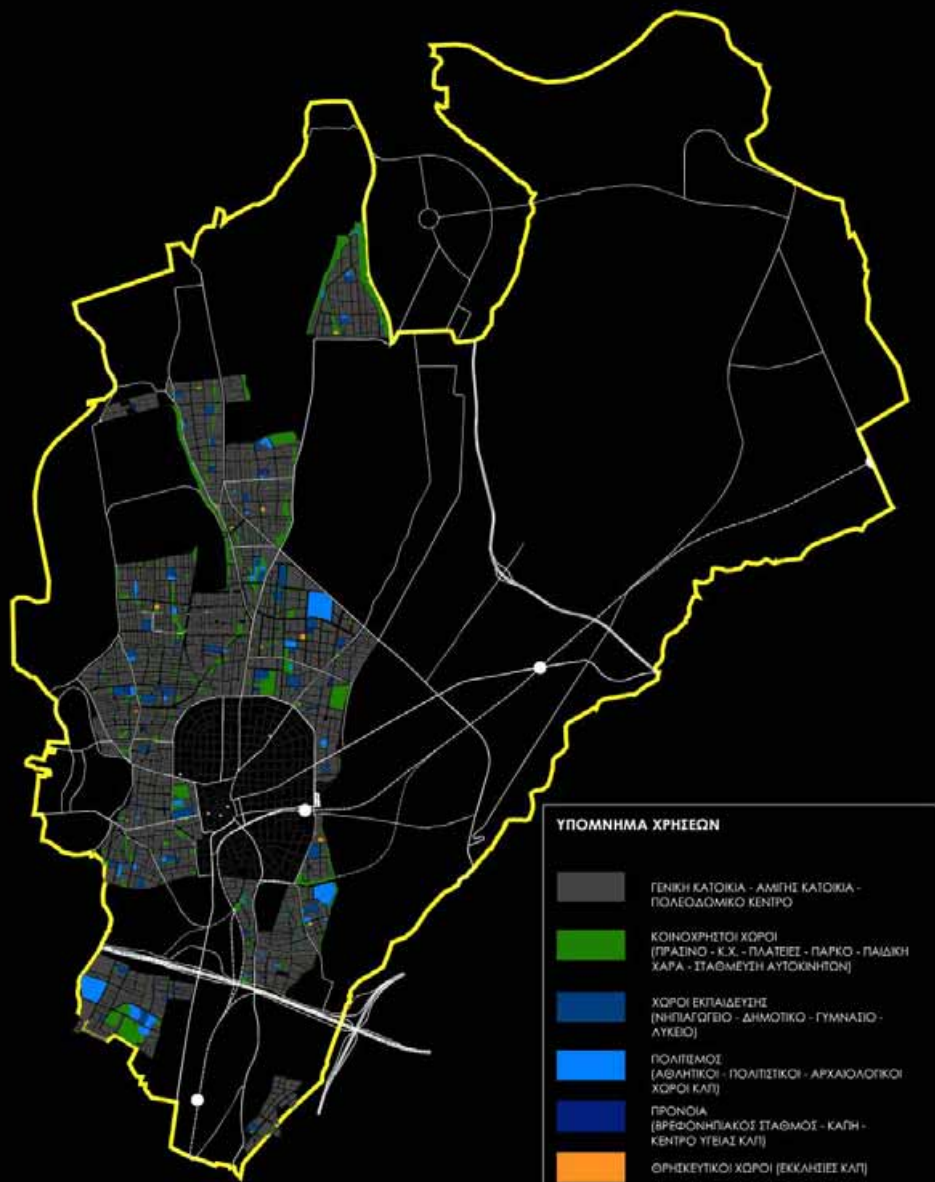 ΥΠΟΜΝΗΜΑ ΧΡΗΣΕΩΝ
ΓΕΝΙΚΗ ΚΑΤΟΙΚΙΑ - ΑΜΙΓΗΣ ΚΑΤΟΙΚΙΑ -
ΠΟΛΕΟΔΟΜΙΚΟ ΚΕΝΤΡΟ
ΚΟΙΝΟΧΡΗΣΤΟΙ ΧΩΡΟΙ
(ΠΡΑΣΙΝΟ - Κ.Χ. - ΠΛΑΤΕΙΕΣ - ΠΑΡΚΟ - ΠΑΙΔΙΚΗ
ΧΑΡΑ - ΣΤΑΘΜΕΥΣΗ ΑΥΤΟΚΙΝΗΤΩΝ)
ΧΩΡΟΙ ΕΚΠΑΙΔΕΥΣΗΣ
(ΝΗΠΙΑΓΩΓΕΙΟ - ΔΗΜΟΤΙΚΟ - ΓΥΜΝΑΣΙΟ -
ΛΥΚΕΙΟ)
ΠΟΛΙΤΙΣΜΟΣ
(ΑΘΛΗΤΙΚΟΙ - ΠΟΛΙΤΙΣΤΙΚΟΙ - ΑΡΧΑΙΟΛΟΓΙΚΟΙ
ΧΩΡΟΙ ΚΛΠ)
ΠΡΟΝΟΙΑ
(ΒΡΕΦΟΝΗΠΙΑΚΟΣ ΣΤΑΘΜΟΣ - ΚΑΠΗ -
ΚΕΝΤΡΟ ΥΓΕΙΑΣ ΚΛΠ)
ΘΡΗΣΚΕΥΤΙΚΟΙ ΧΩΡΟΙ (ΕΚΚΛΗΣΙΕΣ ΚΛΠ)